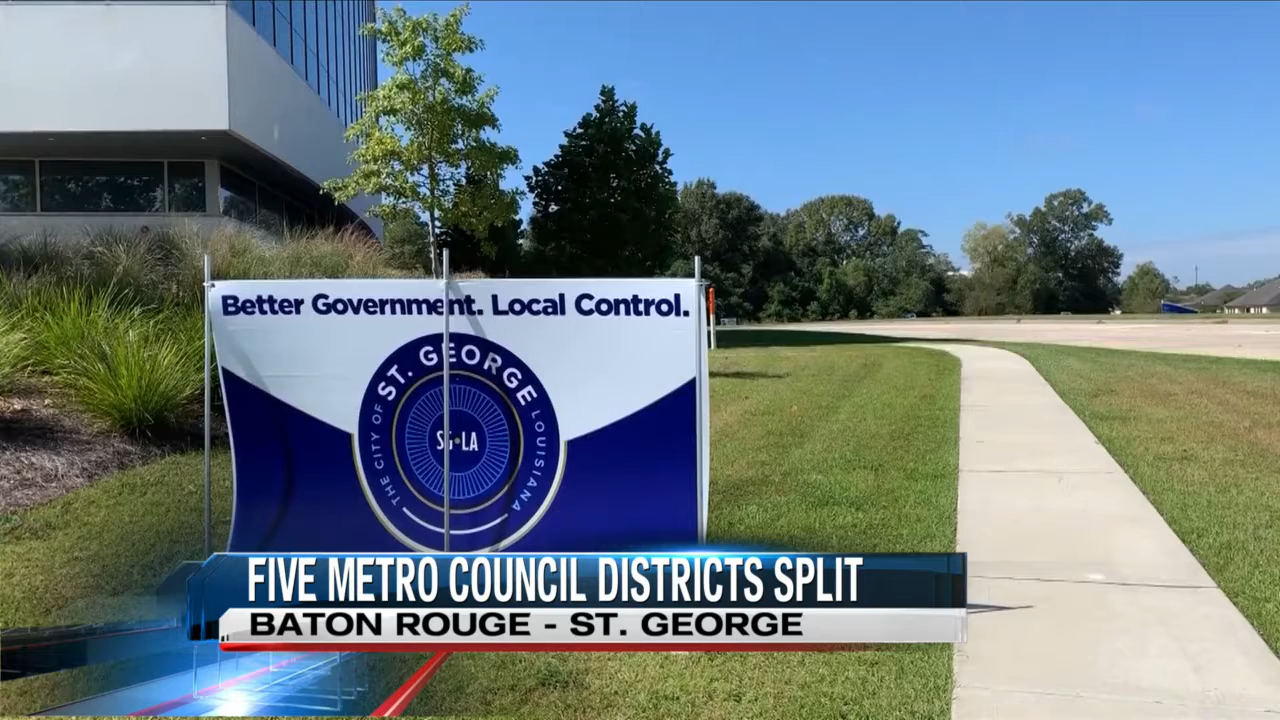 Better Government. Local Control.
THE CITY OF ST. GEORGE LOUISIANA
SG·LA
FIVE METRO COUNCIL DISTRICTS SPLIT
BATON ROUGE - ST. GEORGE